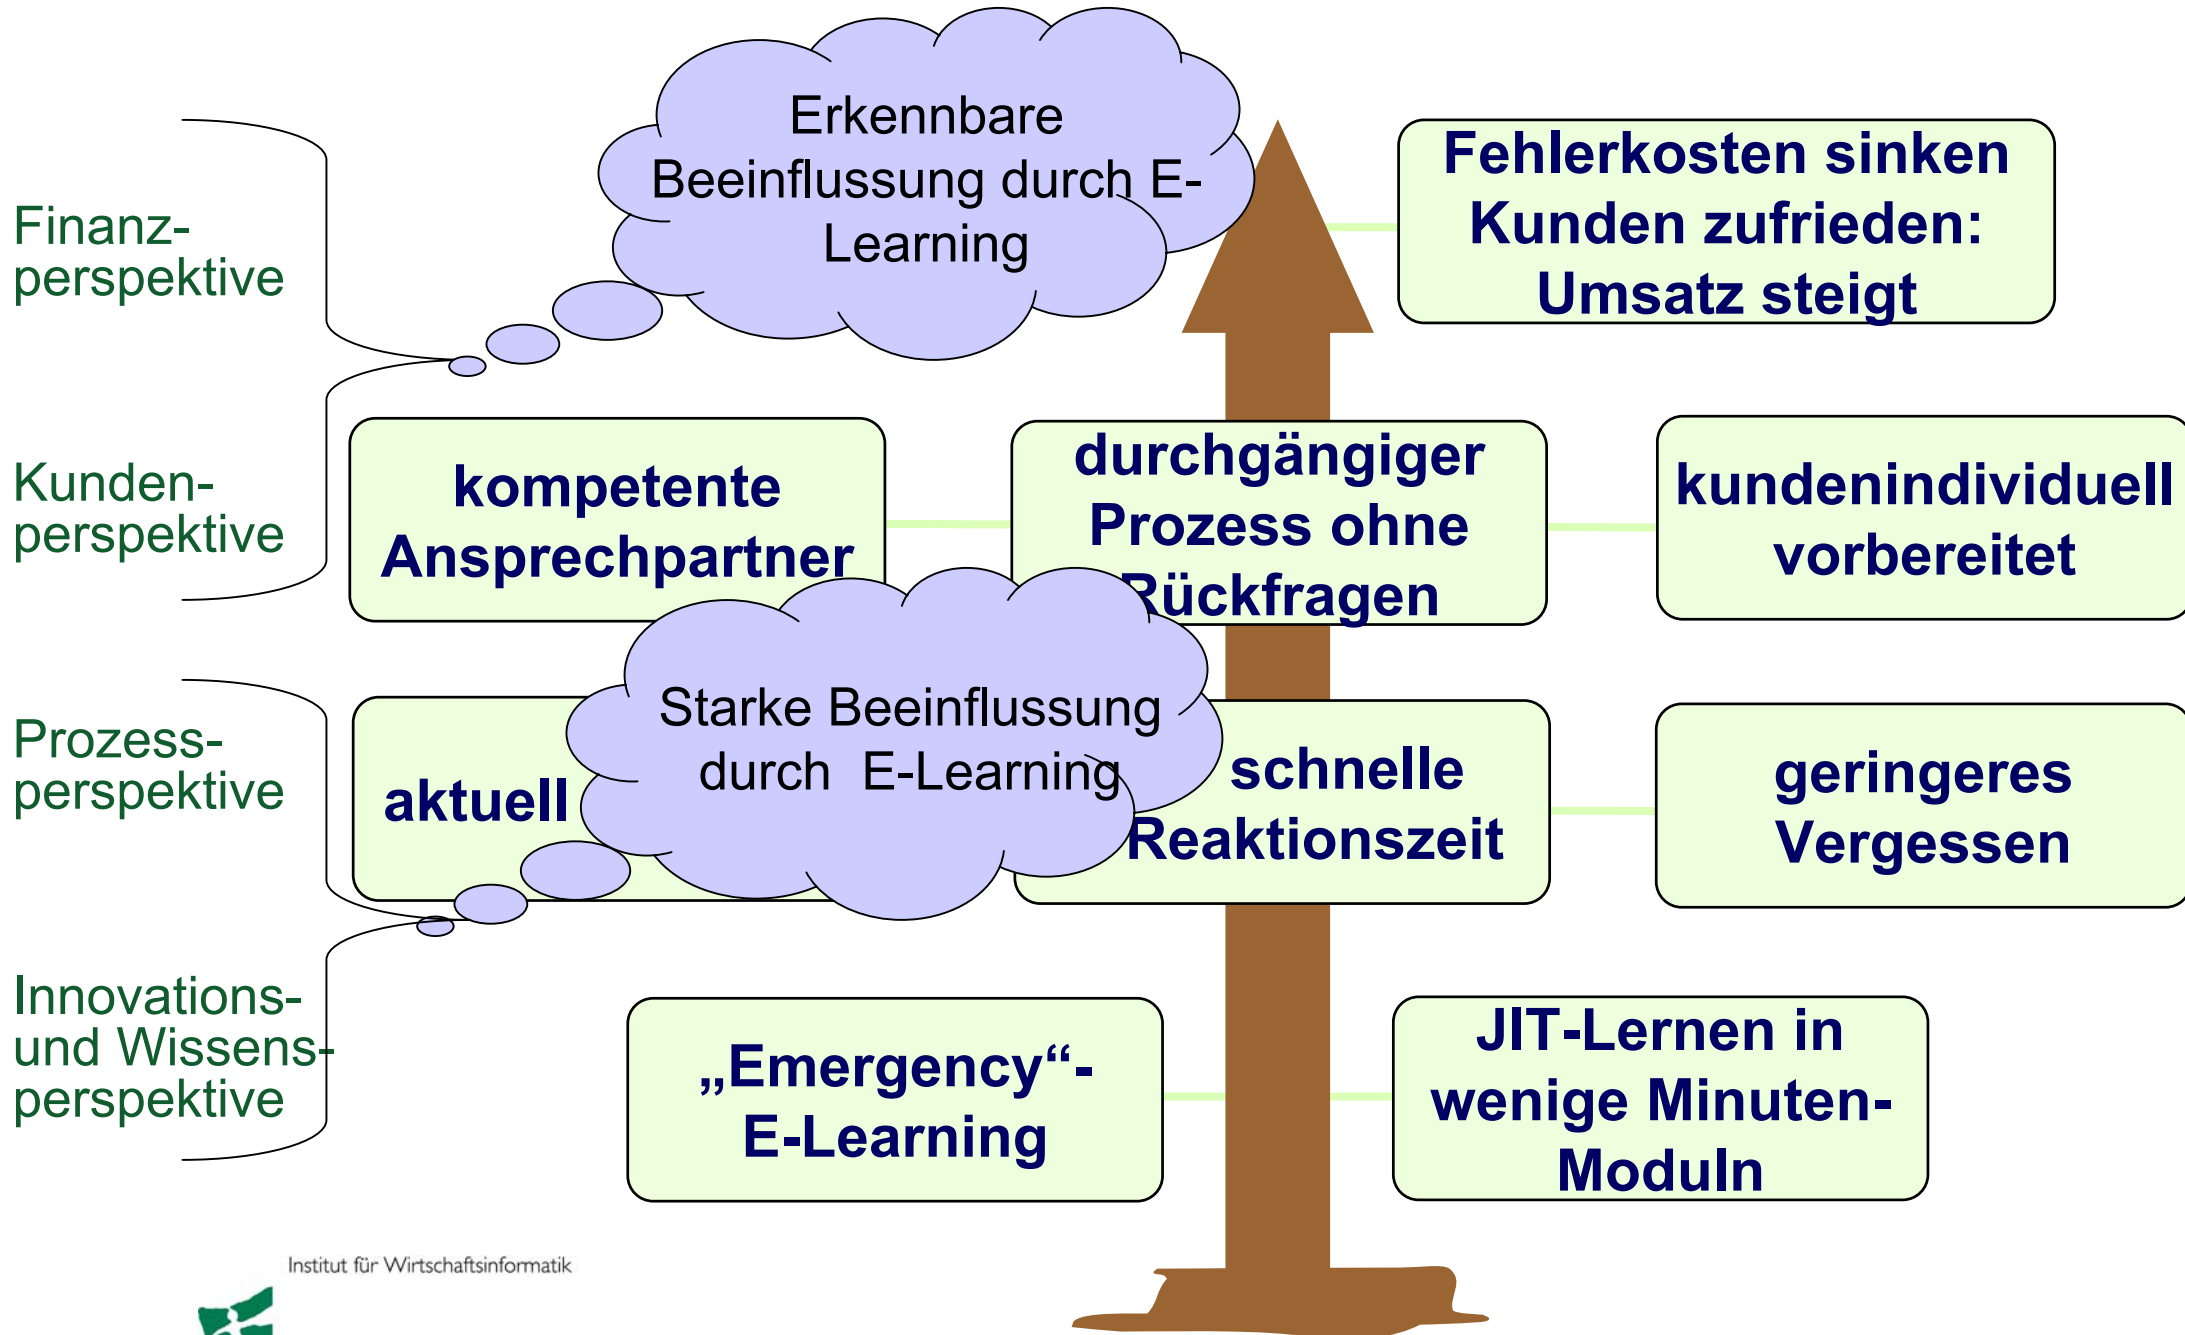 Erkennbare
Beeinflussung durch E-
Learning
Fehlerkosten sinken
Kunden zufrieden:
Umsatz steigt
Finanz-
perspektive
Kunden-
perspektive
kompetente
Ansprechpartner
durchgängiger
Prozess ohne
Rückfragen
kundenindividuell
vorbereitet
Prozess-
perspektive
aktuell
Starke Beeinflussung
durch  E-Learning
schnelle
Reaktionszeit
geringeres
Vergessen
Innovations-
und Wissens-
perspektive
„Emergency“-
E-Learning
JIT-Lernen in
wenige Minuten-
Moduln
Institut für Wirtschaftsinformatik